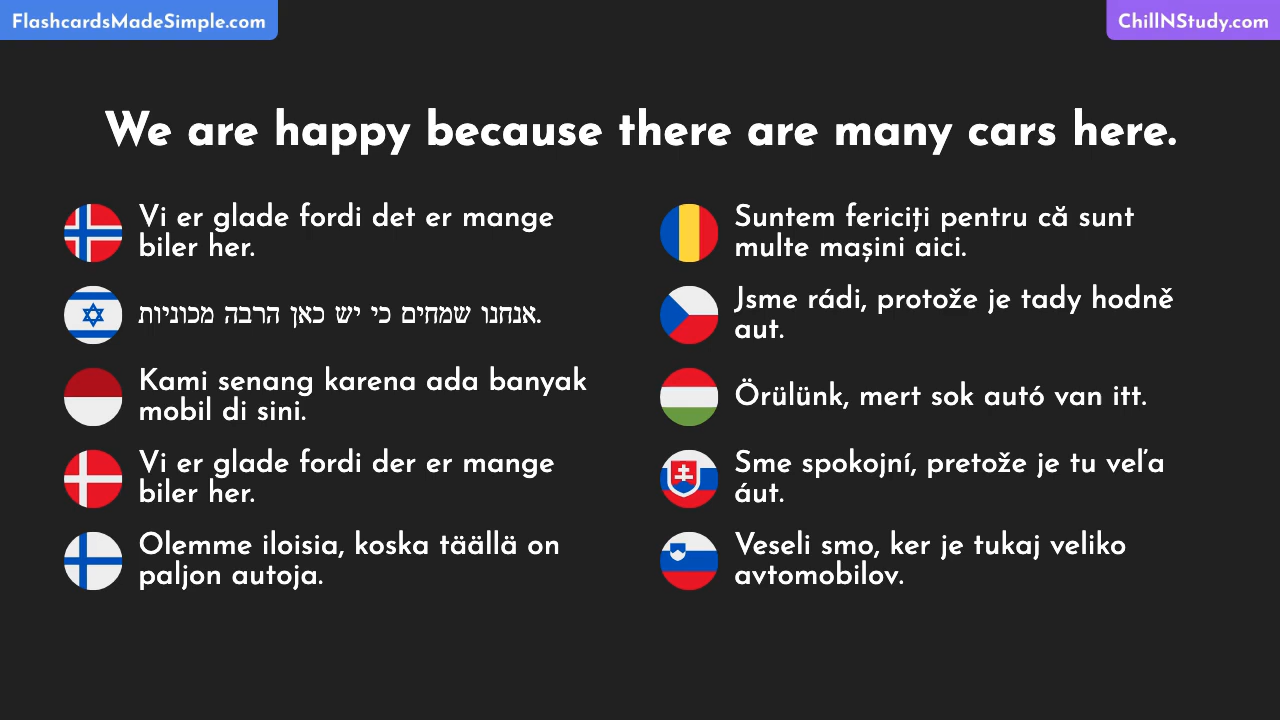 FlashcardsMadeSimple.com
ChillNStudy.com
We are happy because there are many cars here.
Vi er glade fordi det er mange
biler her.
אנחנו שמחים כי יש כאן הרבה מכוניות.
Kami senang karena ada banyak
mobil di sini.
Vi er glade fordi der er mange
biler her.
Olemme iloisia, koska täällä on
paljon autoja.
Suntem fericiți pentru că sunt
multe mașini aici.
Jsme rádi, protože je tady hodně
aut.
Örülünk, mert sok autó van itt.
Sme spokojní, pretože je tu veľa
áut.
Veseli smo, ker je tukaj veliko
avtomobilov.